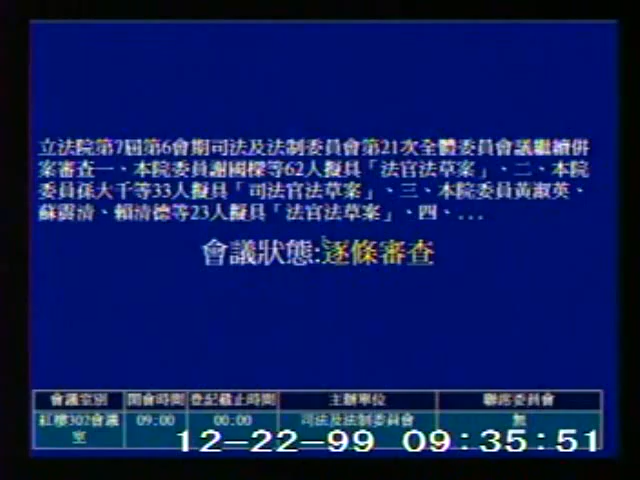 立法院第7屆第6會期司法及法制委員會第21次全體委員會議繼續併
案審查一、本院委員謝國樑等62人擬具「法官法草案」、二、本院
委員孫大千等33人擬具「司法官法草案」、三、本院委員黃淑英、
蘇震清、賴清德等23人擬具「法官法草案」、四、...
會議狀態:逐條審查
會議室別 開會時間 登記截止時間 主辦單位 聯席委員會
紅樓302會議室 09:00 00:00 司法及法制委員會 無
12-22-99 09:35:51